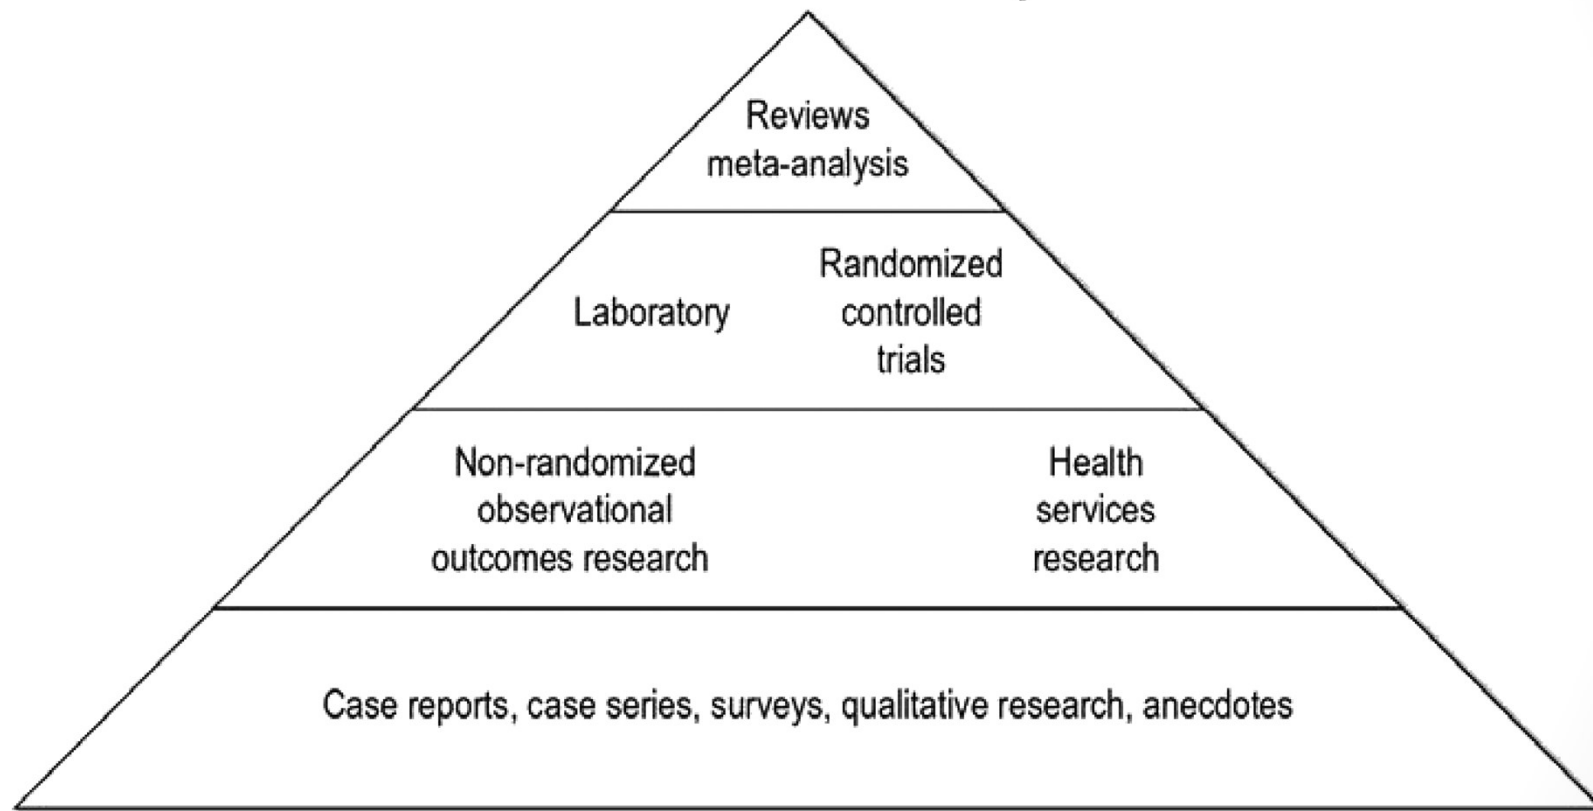 Reviews
meta-analysis
Laboratory
Randomized
controlled
trials
Non-randomized
observational
outcomes research
Health
services
research
Case reports, case series, surveys, qualitative research, anecdotes